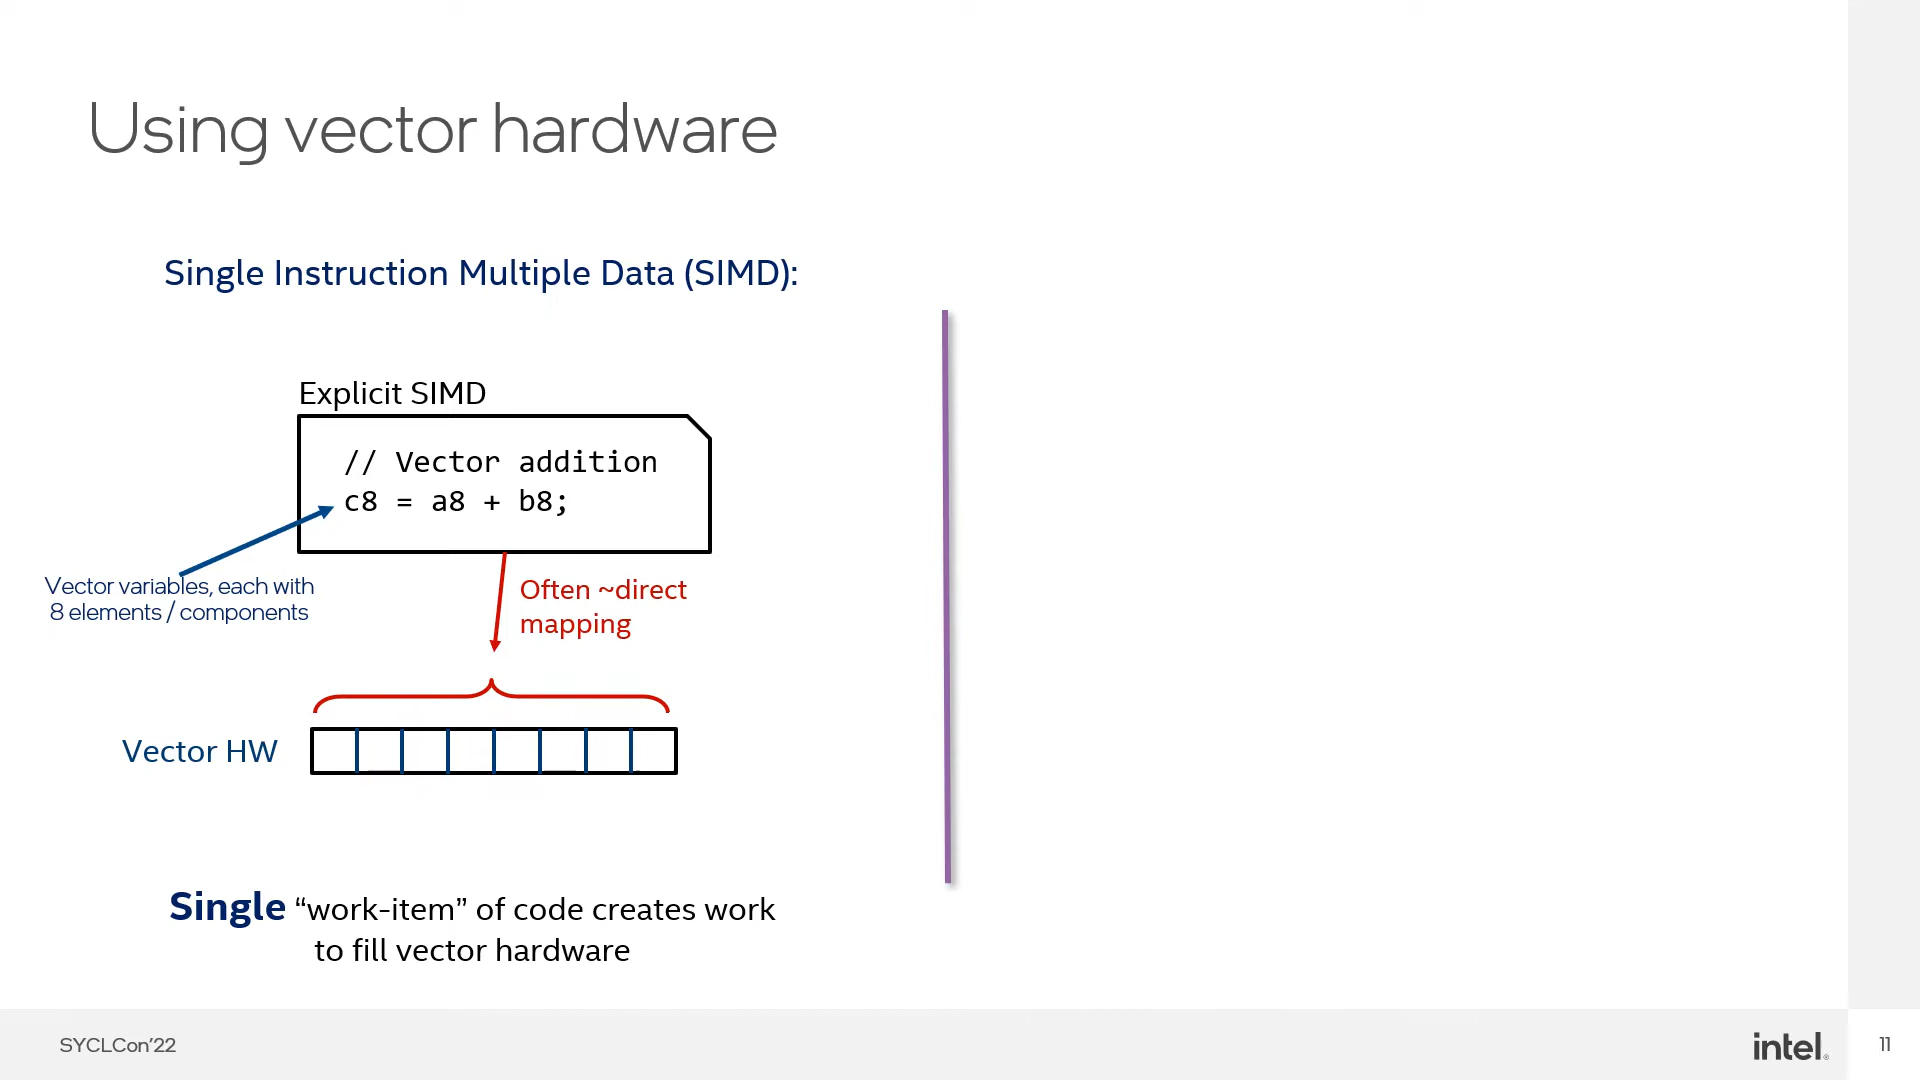 Using vector hardware
Single Instruction Multiple Data (SIMD):
Explicit SIMD
// Vector addition
c8 = a8 + b8;
Vector variables, each with
8 elements / components
Often ~direct
mapping
Vector HW
Single “work-item” of code creates work
to fill vector hardware
SYCLCon’22
intel®
11